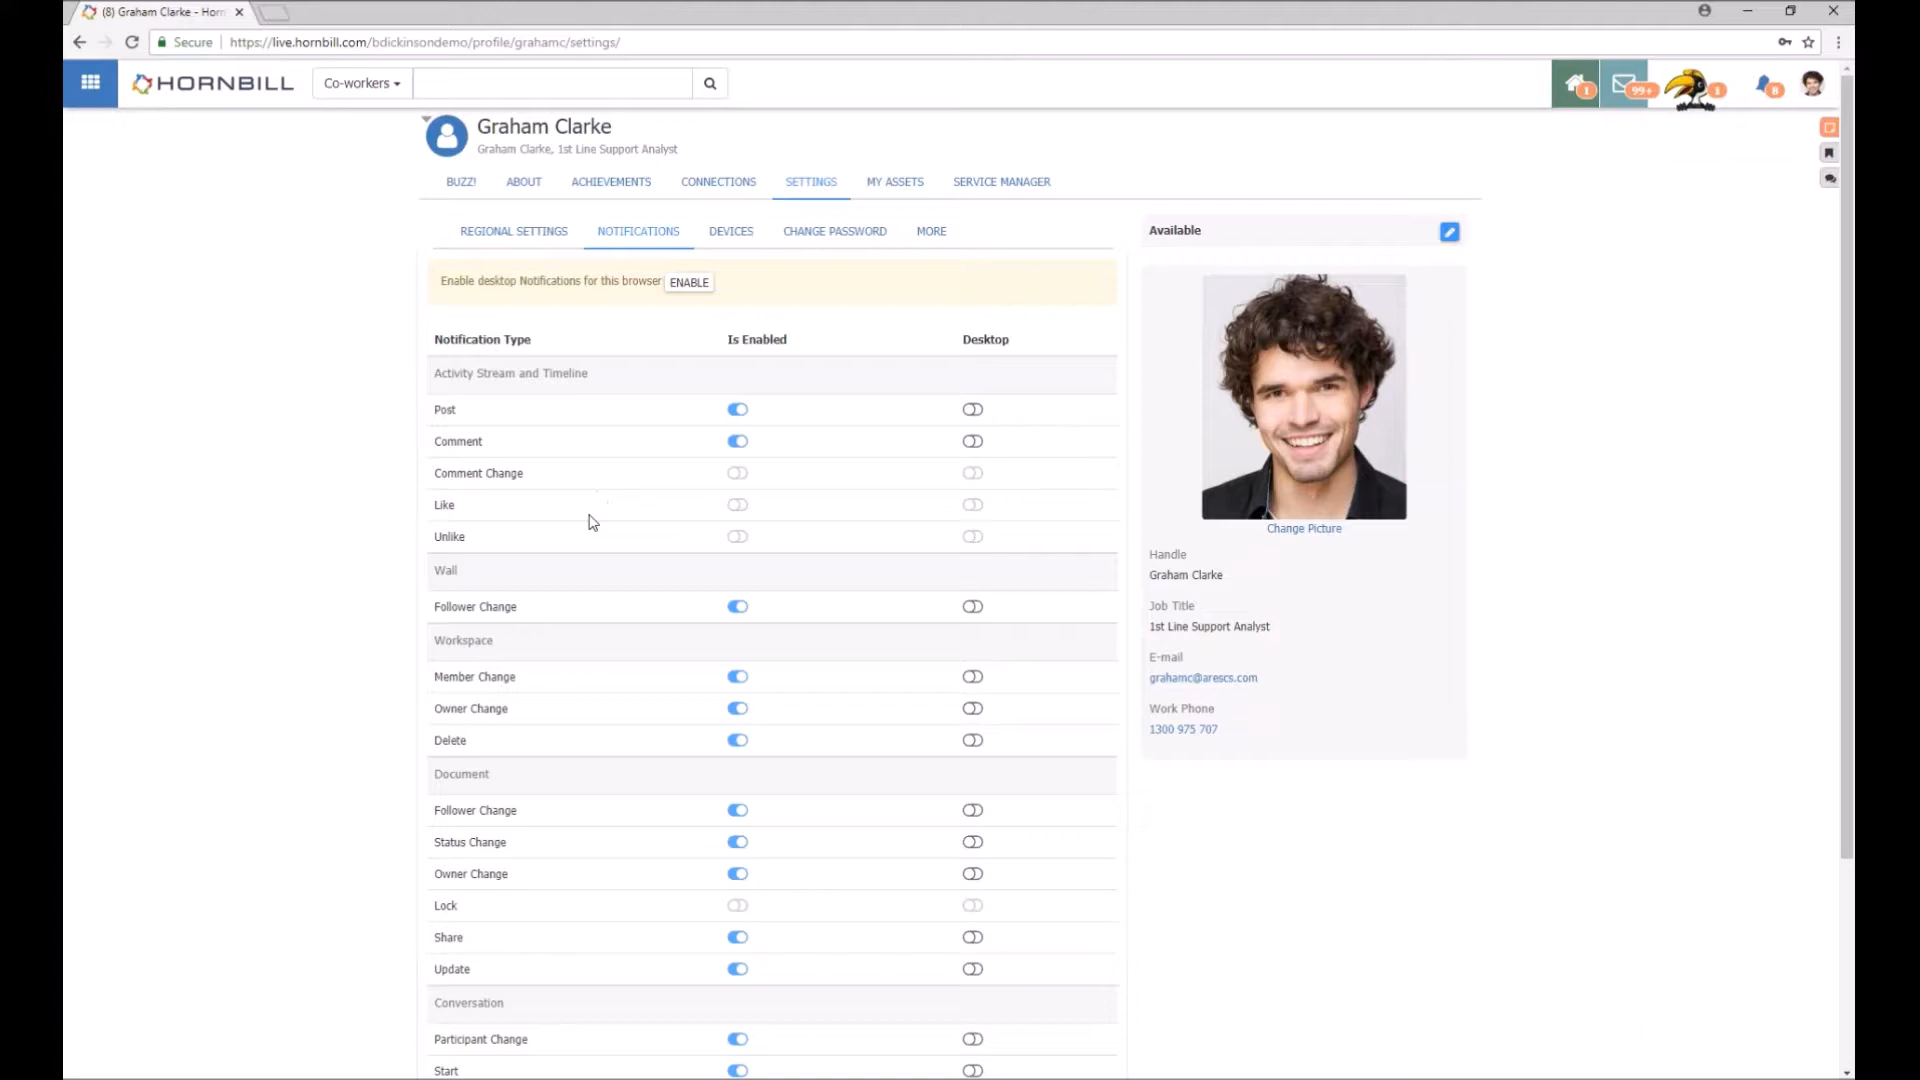 (8) Graham Clarke - Horn
Secure
https://live.hornbill.com/bdickinsondemo/profile/grahamc/settings/
HORNBILL
Co-workers
1
99+
1
8
Graham Clarke
Graham Clarke, 1st Line Support Analyst
BUZZ! ABOUT ACHIEVEMENTS CONNECTIONS SETTINGS MY ASSETS SERVICE MANAGER
REGIONAL SETTINGS NOTIFICATIONS DEVICES CHANGE PASSWORD MORE
Enable desktop Notifications for this browser ENABLE
Notification Type Is Enabled Desktop
Activity Stream and Timeline
Post
Comment
Comment Change
Like
Unlike
Wall
Follower Change
Workspace
Member Change
Owner Change
Delete
Document
Follower Change
Status Change
Owner Change
Lock
Share
Update
Conversation
Participant Change
Start
Available
Change Picture
Handle
Graham Clarke
Job Title
1st Line Support Analyst
E-mail
grahamc@arescs.com
Work Phone
1300 975 707